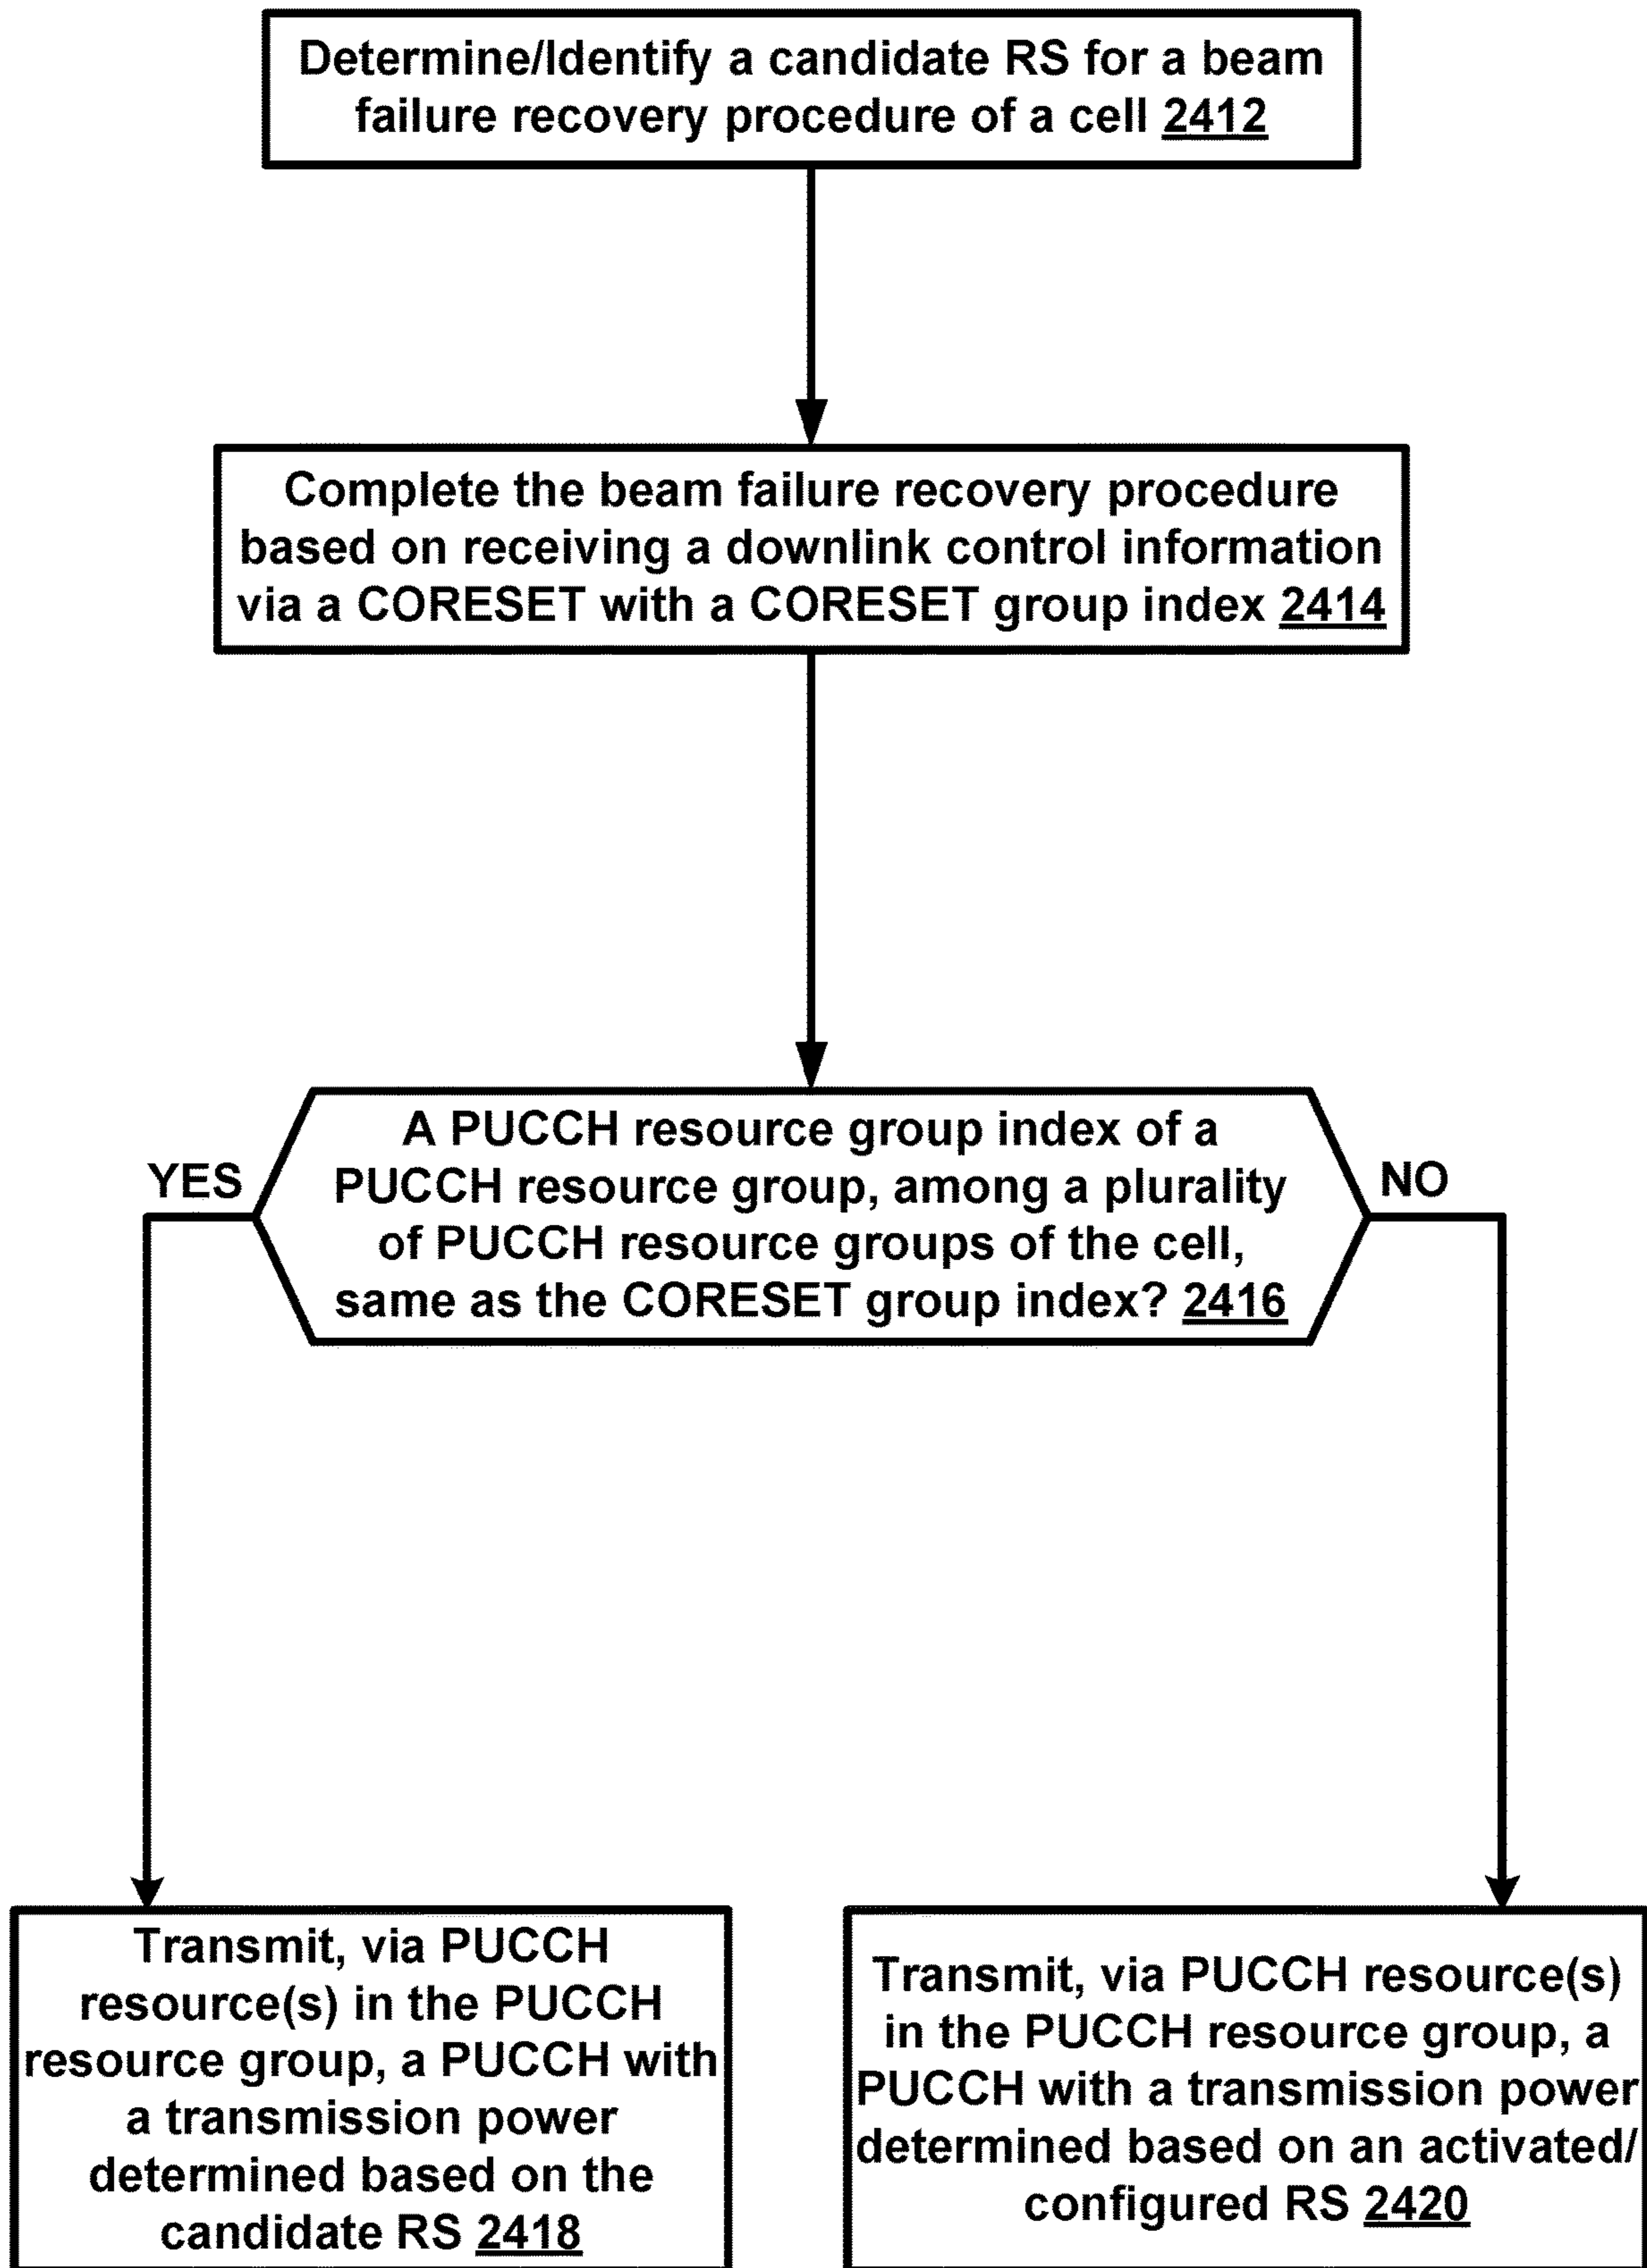 Determine/Identify a candidate RS for a beam
failure recovery procedure of a cell 2412
Complete the beam failure recovery procedure
based on receiving a downlink control information
via a CORESET with a CORESET group index 2414
A PUCCH resource group index of a
PUCCH resource group, among a plurality
of PUCCH resource groups of the cell,
same as the CORESET group index? 2416
YES
NO
Transmit, via PUCCH
resource(s) in the PUCCH
resource group, a PUCCH with
a transmission power
determined based on the
candidate RS 2418
Transmit, via PUCCH resource(s)
in the PUCCH resource group, a
PUCCH with a transmission power
determined based on an activated/
configured RS 2420